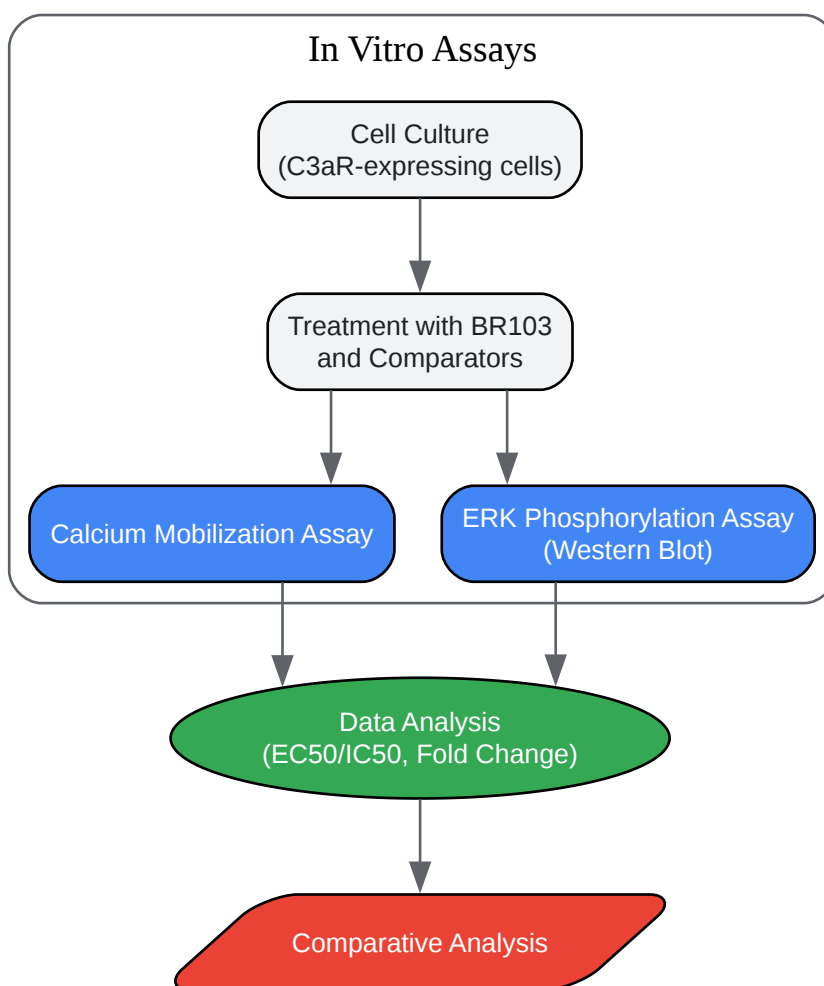 In Vitro Assays
Cell Culture
(C3aR-expressing cells)
Treatment with BR103
and Comparators
Calcium Mobilization Assay
ERK Phosphorylation Assay
(Western Blot)
Data Analysis
(EC50/IC50, Fold Change)
Comparative Analysis